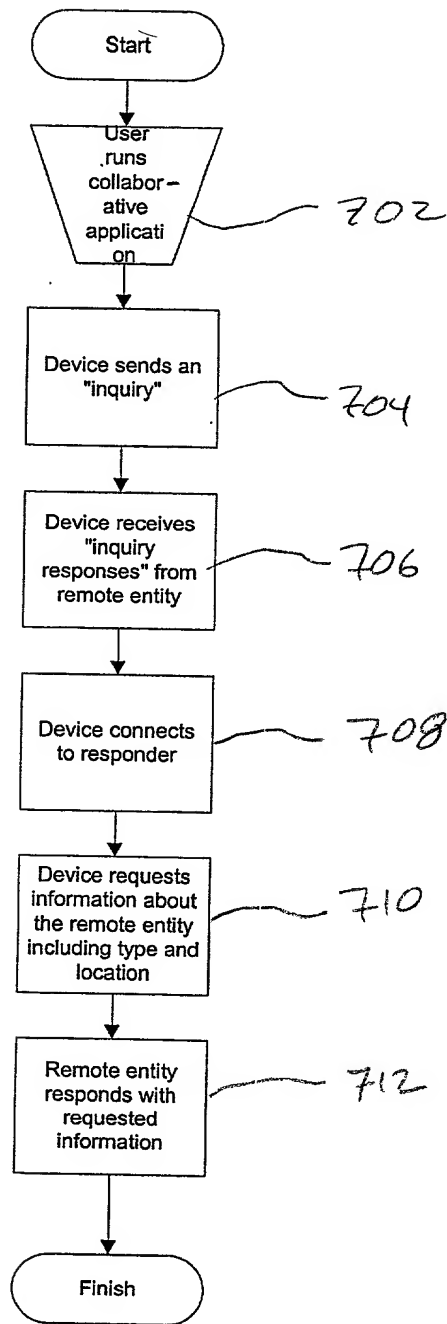 Start
User
runs
collabor-
ative
applicati
on
702
Device sends an
"inquiry"
704
Device receives
"inquiry
responses" from
remote entity
706
Device connects
to responder
708
Device requests
information about
the remote entity
including type and
location
710
Remote entity
responds with
requested
information
712
Finish